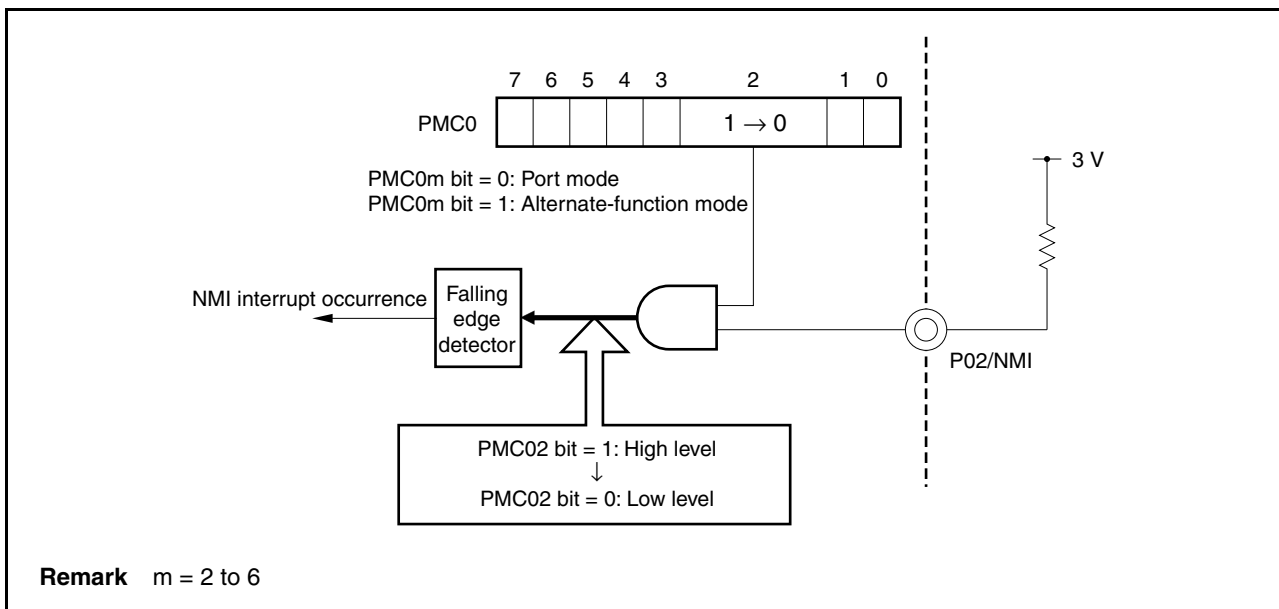 7 6 5 4 3 2 1 0
PMC0
1 → 0
3 V
PMC0m bit = 0: Port mode
PMC0m bit = 1: Alternate-function mode
NMI interrupt occurrence
Falling
edge
detector
P02/NMI
PMC02 bit = 1: High level
↓
PMC02 bit = 0: Low level
Remark m = 2 to 6